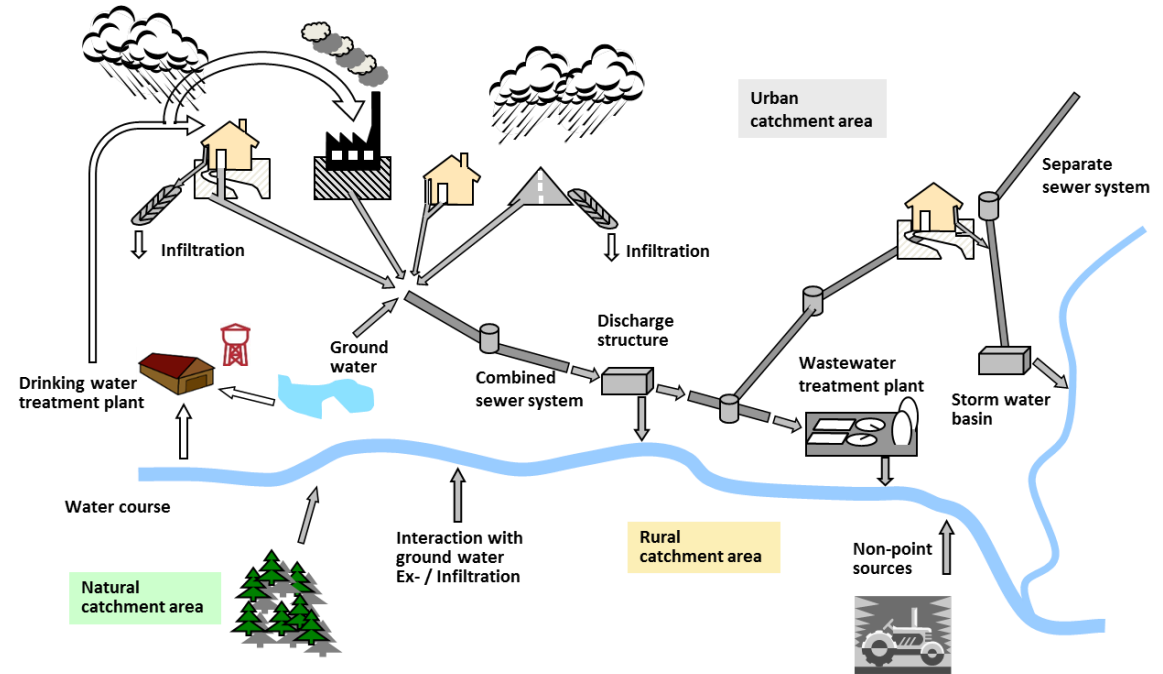 Urban
catchment area
Separate
sewer system
Infiltration
Infiltration
Discharge
structure
Ground
water
Drinking water
treatment plant
Combined
sewer system
Wastewater
treatment plant
Storm water
basin
Water course
Interaction with
ground water
Ex- / Infiltration
Rural
catchment area
Non-point
sources
Natural
catchment area